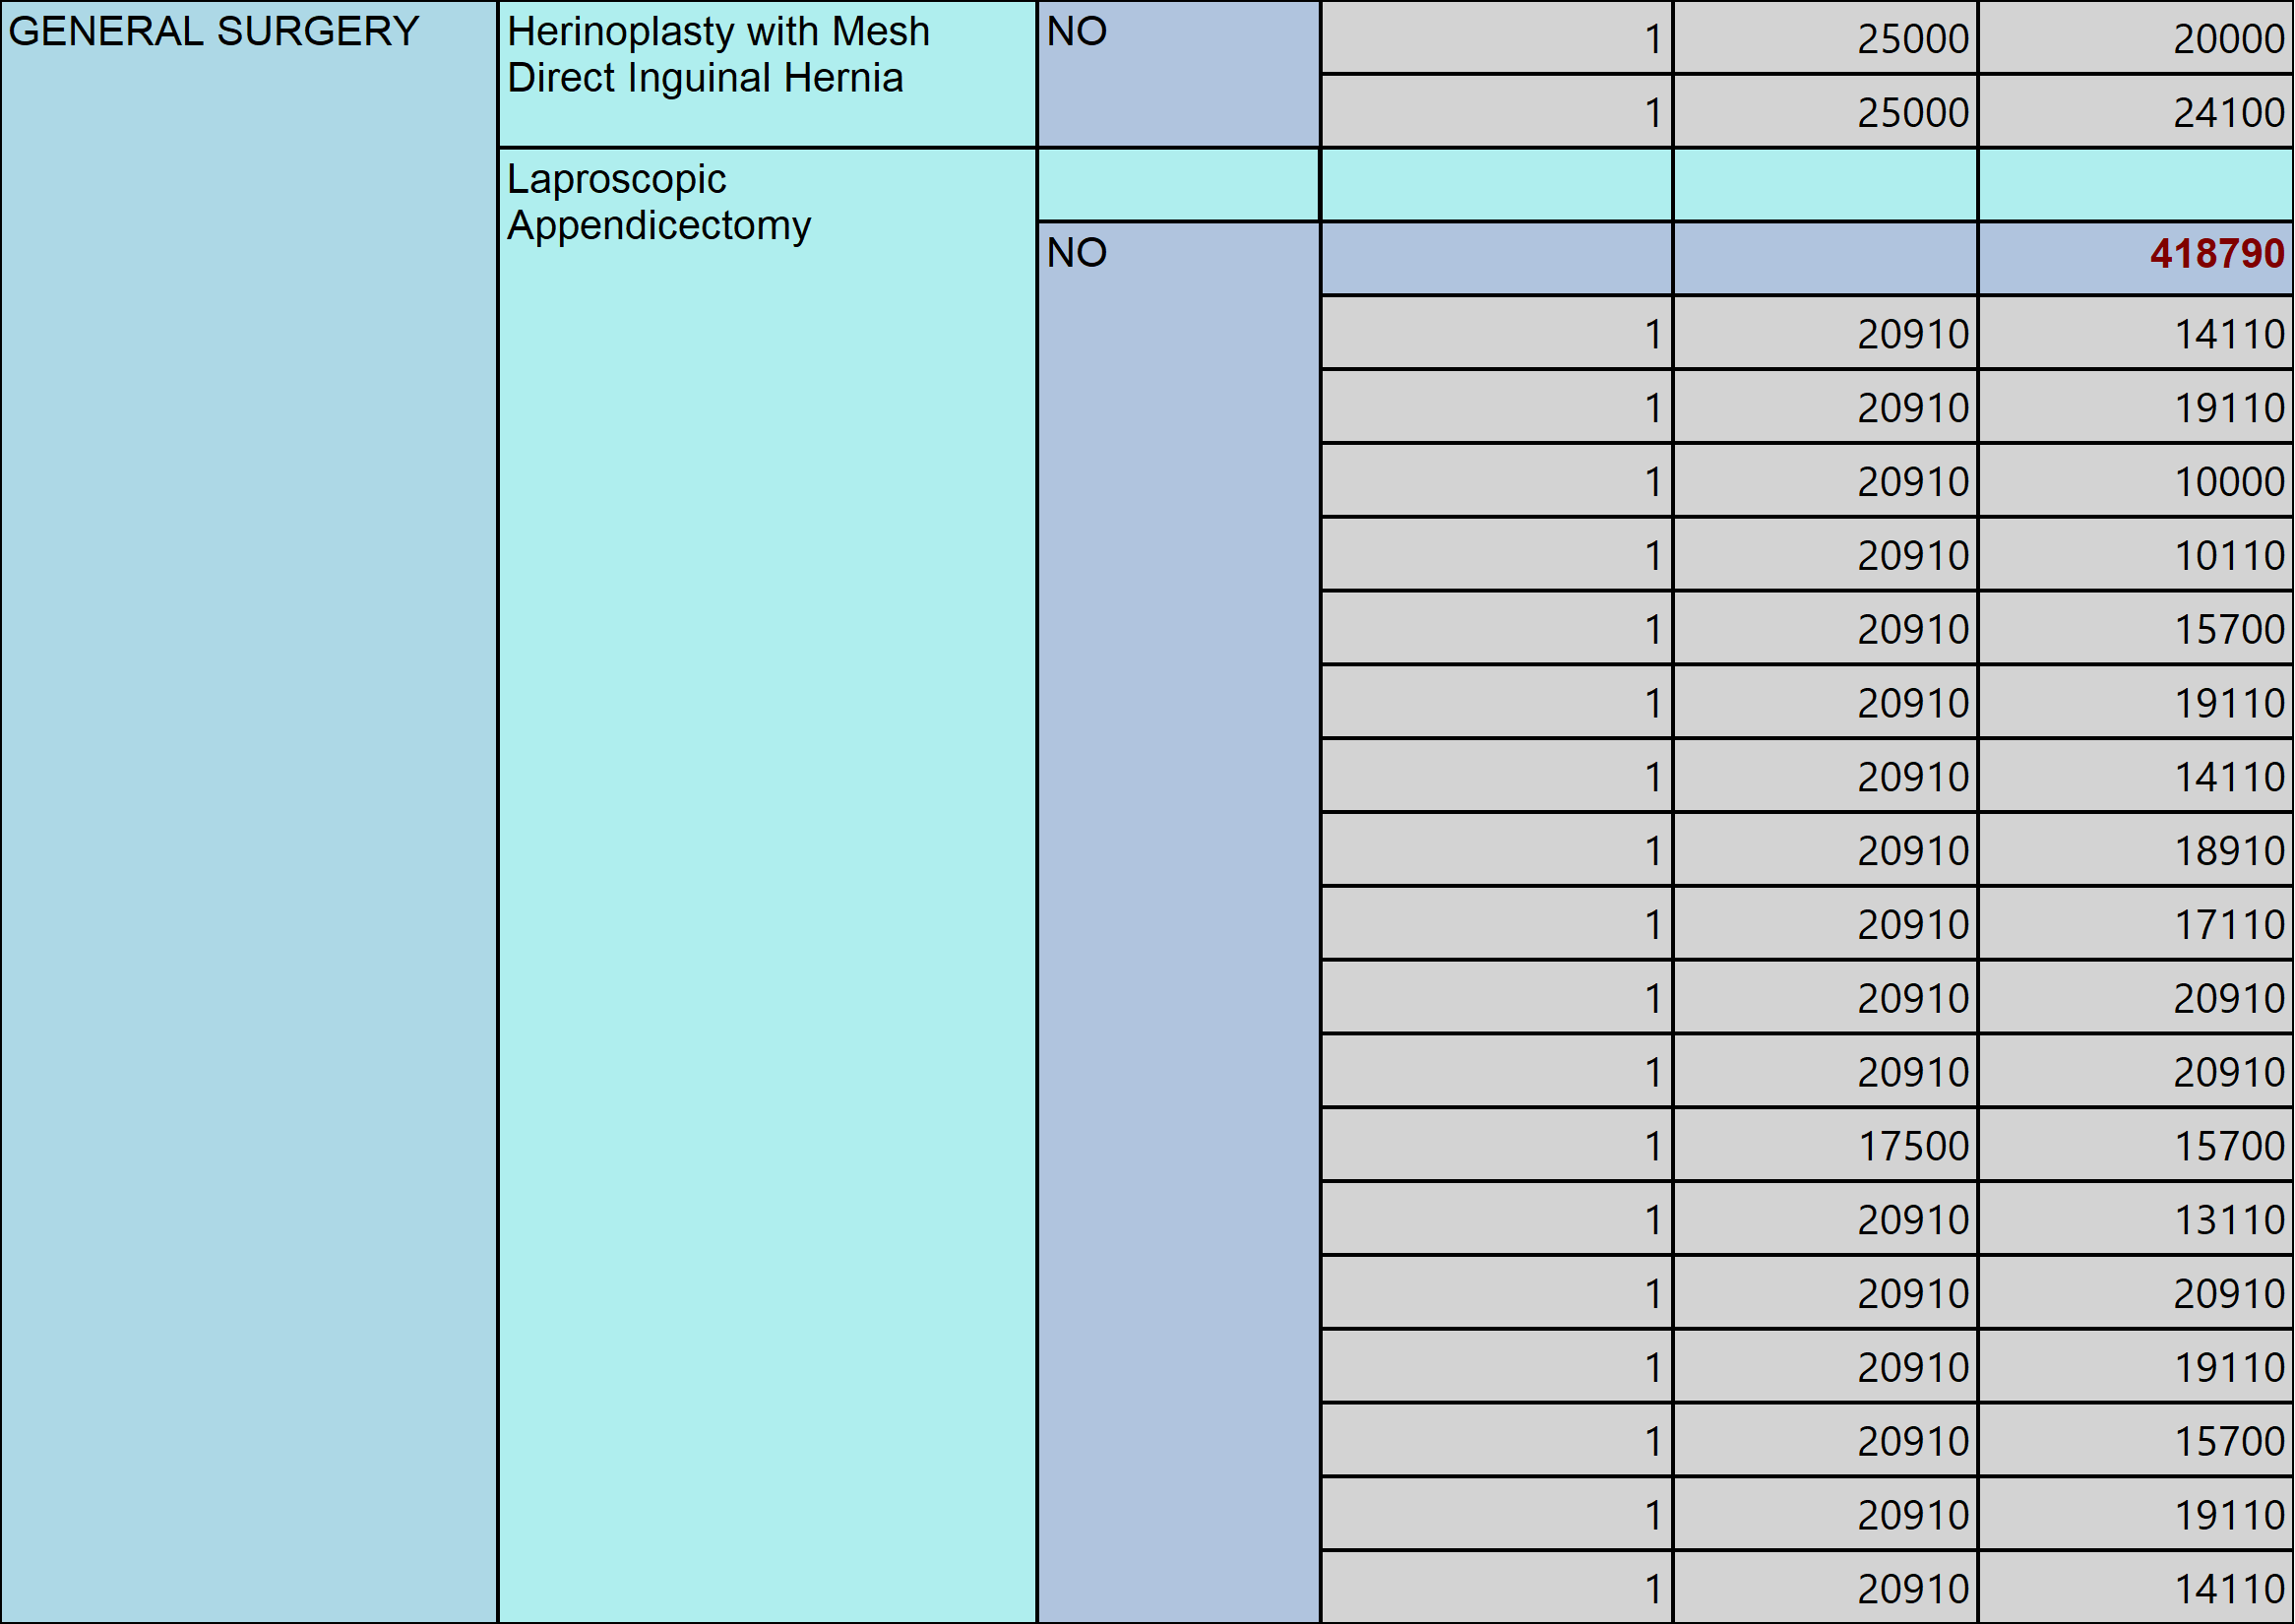 GENERAL SURGERY
Herinoplasty with Mesh
Direct Inguinal Hernia
NO
1 25000 20000
1 25000 24100
Laproscopic
Appendicectomy
NO
418790
1 20910 14110
1 20910 19110
1 20910 10000
1 20910 10110
1 20910 15700
1 20910 19110
1 20910 14110
1 20910 18910
1 20910 17110
1 20910 20910
1 20910 20910
1 17500 15700
1 20910 13110
1 20910 20910
1 20910 19110
1 20910 15700
1 20910 19110
1 20910 14110